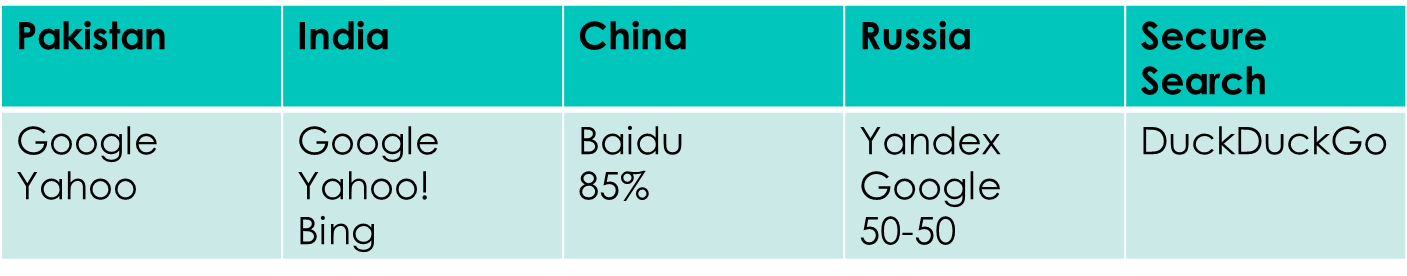 Pakistan
India
China
Russia
Secure
Search
Google
Yahoo
Google
Yahoo!
Bing
Baidu
85%
Yandex
Google
50-50
DuckDuckGo